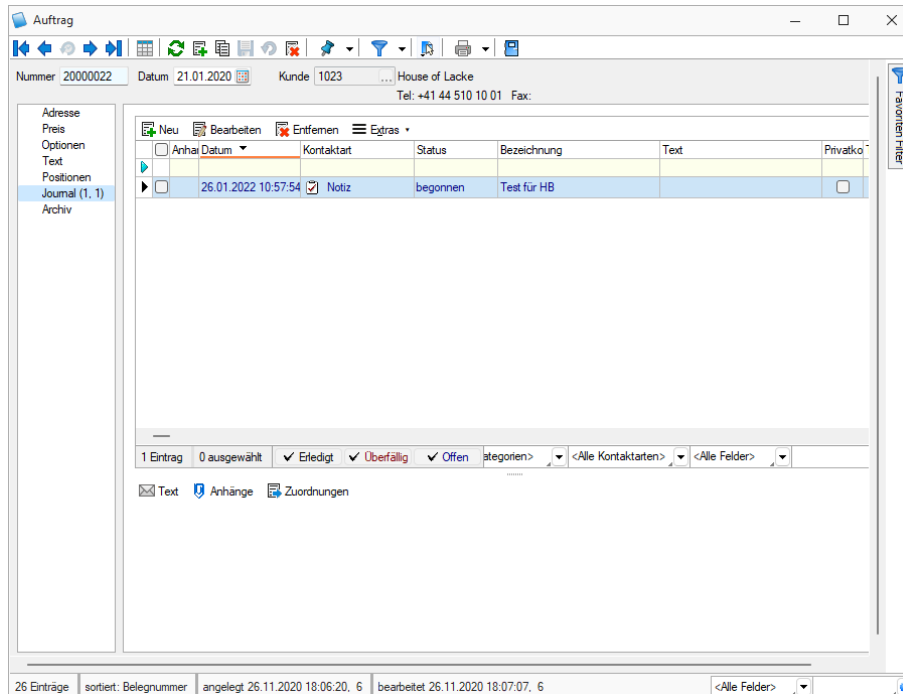 Auftrag
Nummer 20000022 Datum 21.01.2020 Kunde 1023 ... House of Lacke
Tel: +41 44 510 10 01 Fax:
Favoriten Filter
Adresse
Preis
Optionen
Text
Positionen
Journal (1, 1)
Archiv
Neu Bearbeiten Entfernen Extras
Anhar Datum Kontaktart Status Bezeichnung Text Privatko
26.01.2022 10:57:54 Notiz begonnen Test für HB
1 Eintrag 0 ausgewählt Erledigt Überfällig Offen ategorien> <Alle Kontaktarten> <Alle Felder>
Text Anhänge Zuordnungen
26 Einträge sortiert: Belegnummer angelegt 26.11.2020 18:06:20, 6 bearbeitet 26.11.2020 18:07:07, 6 <Alle Felder>